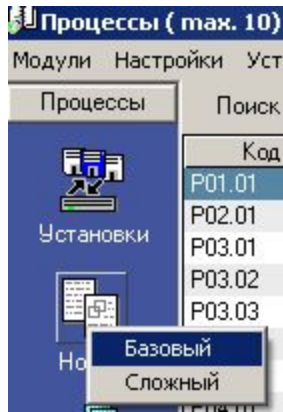 Процессы ( max. 10)
Модули Настройки Уст
Процессы Поиск
Код
P01.01
P02.01
Установки
P03.01
P03.02
P03.03
Но
Базовый
Сложный